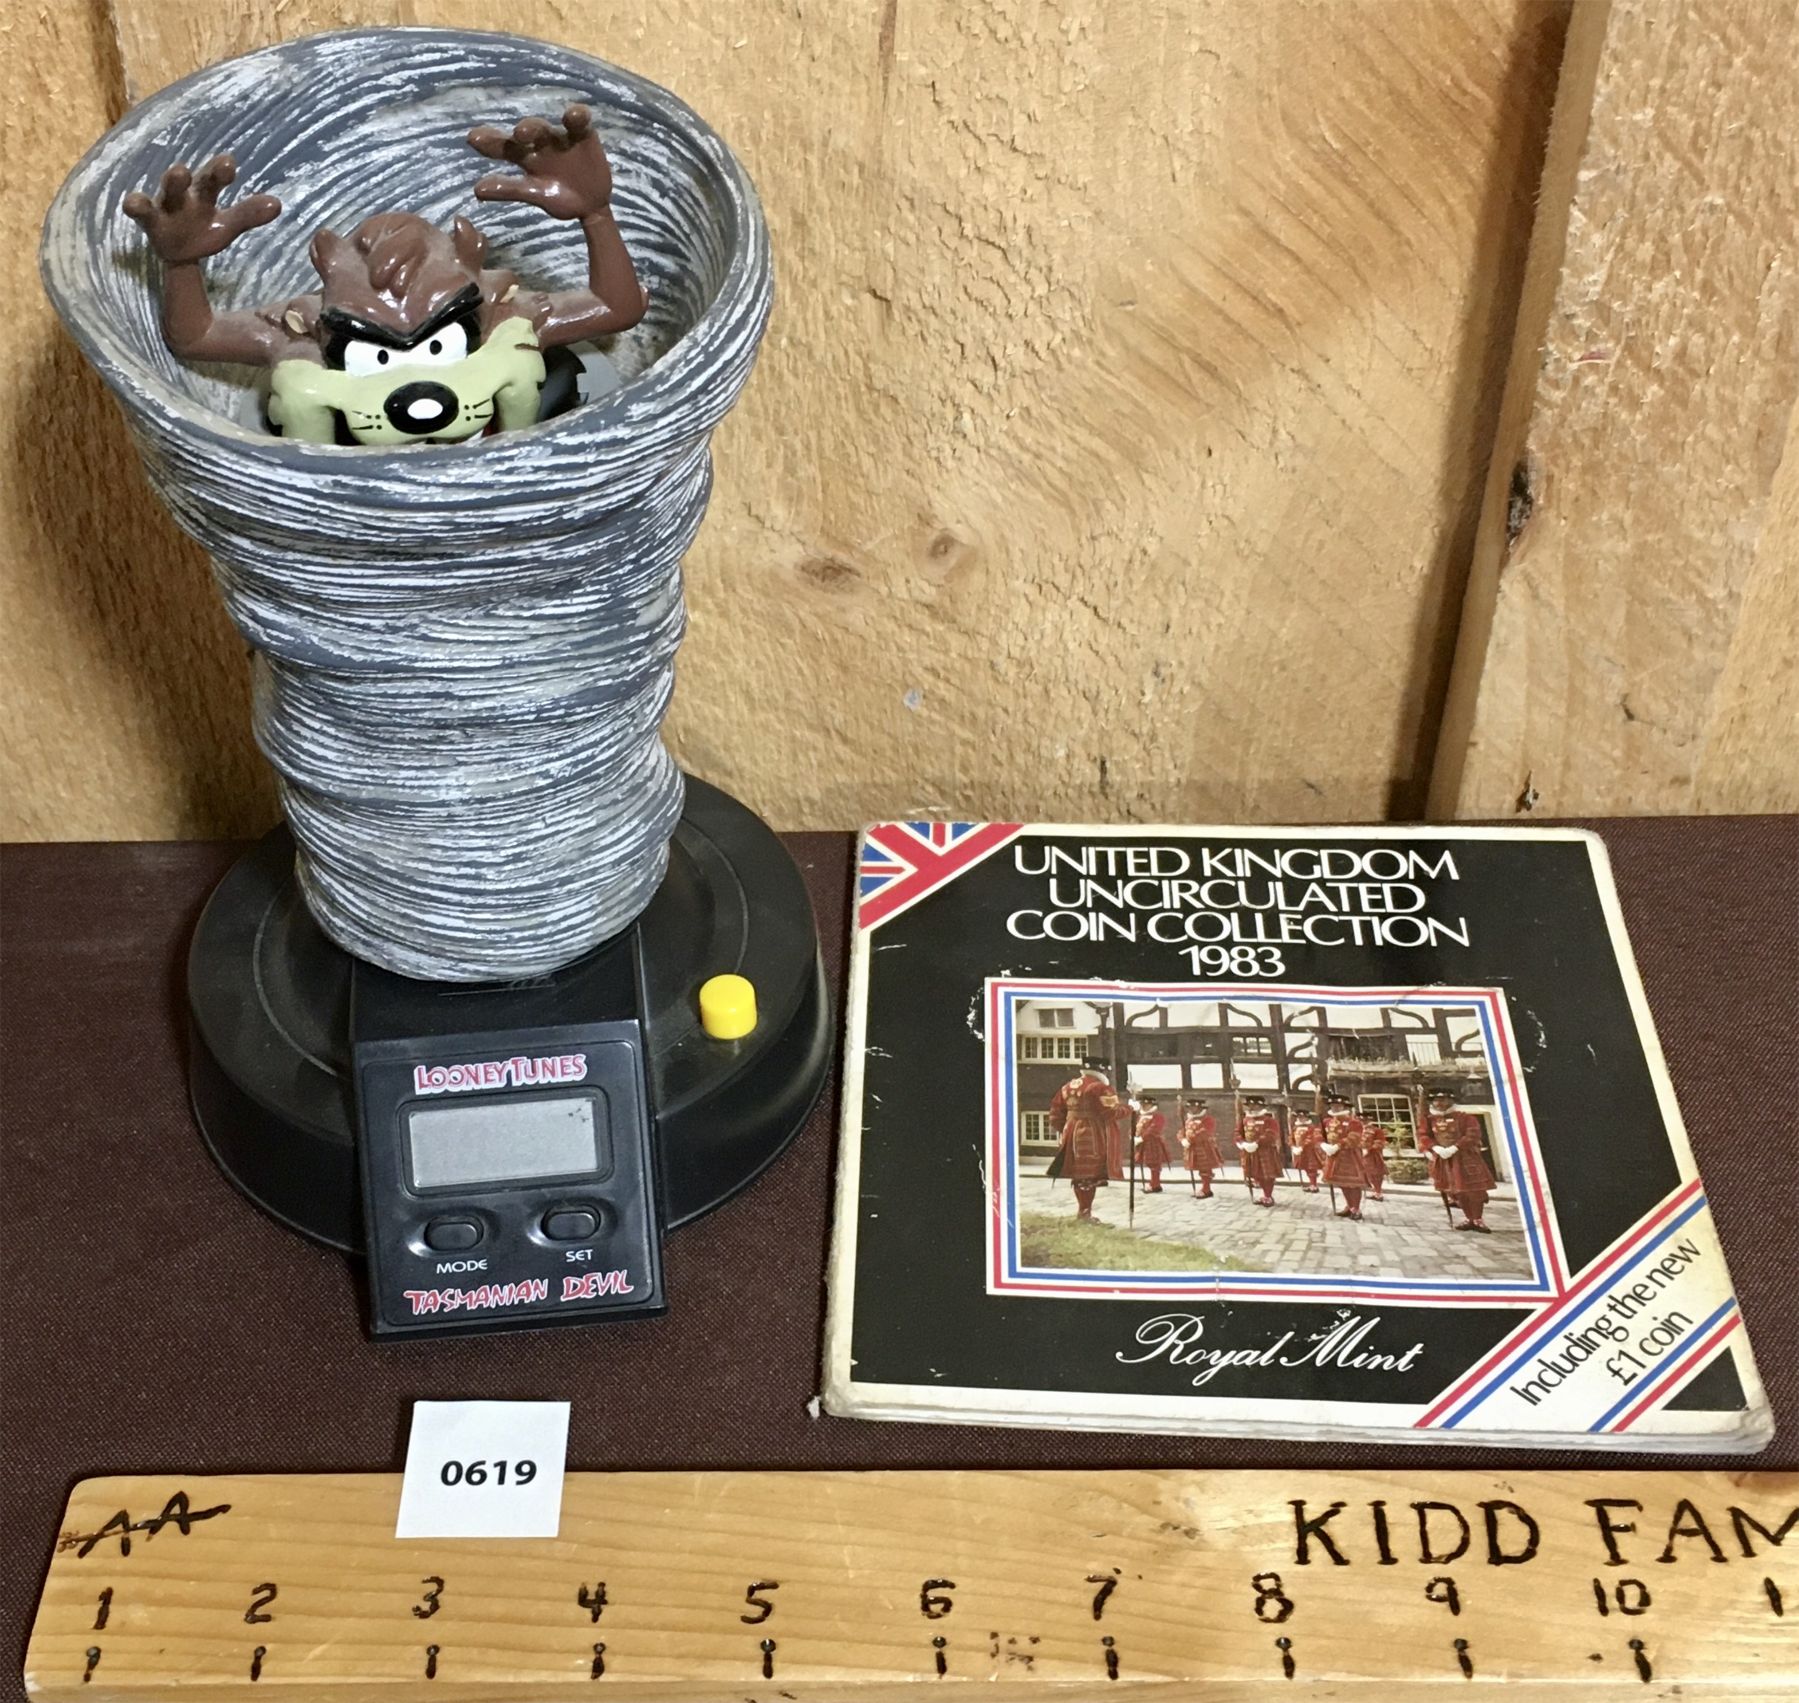 LOONEY TUNES
MODE
SET
TASMANIAN DEVIL
UNITED KINGDOM
UNCIRCULATED
COIN COLLECTION
1983
Royal Mint
Including the new
£1 coin
0619
AA
KIDD FAM
1 2 3 4 5 6 7 8 9 10 1